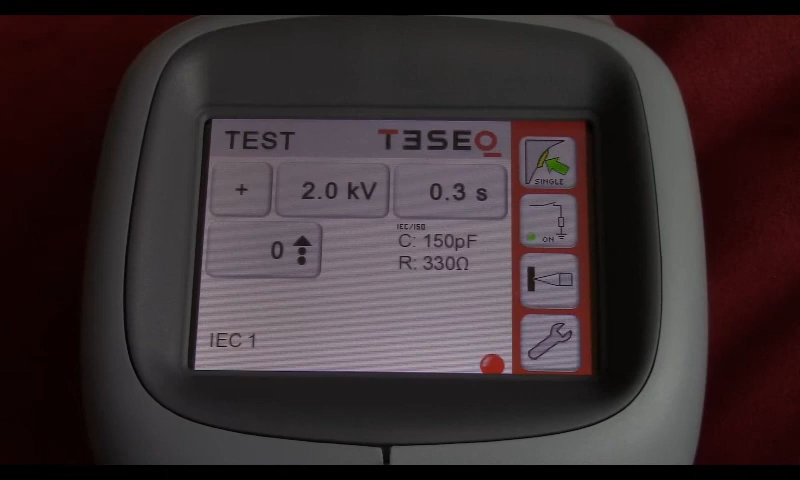 TEST TESEQ
+ 2.0 kV 0.3 s
SINGLE
IEC/ISO
0 C: 150pF
R: 330Ω
ON
IEC 1